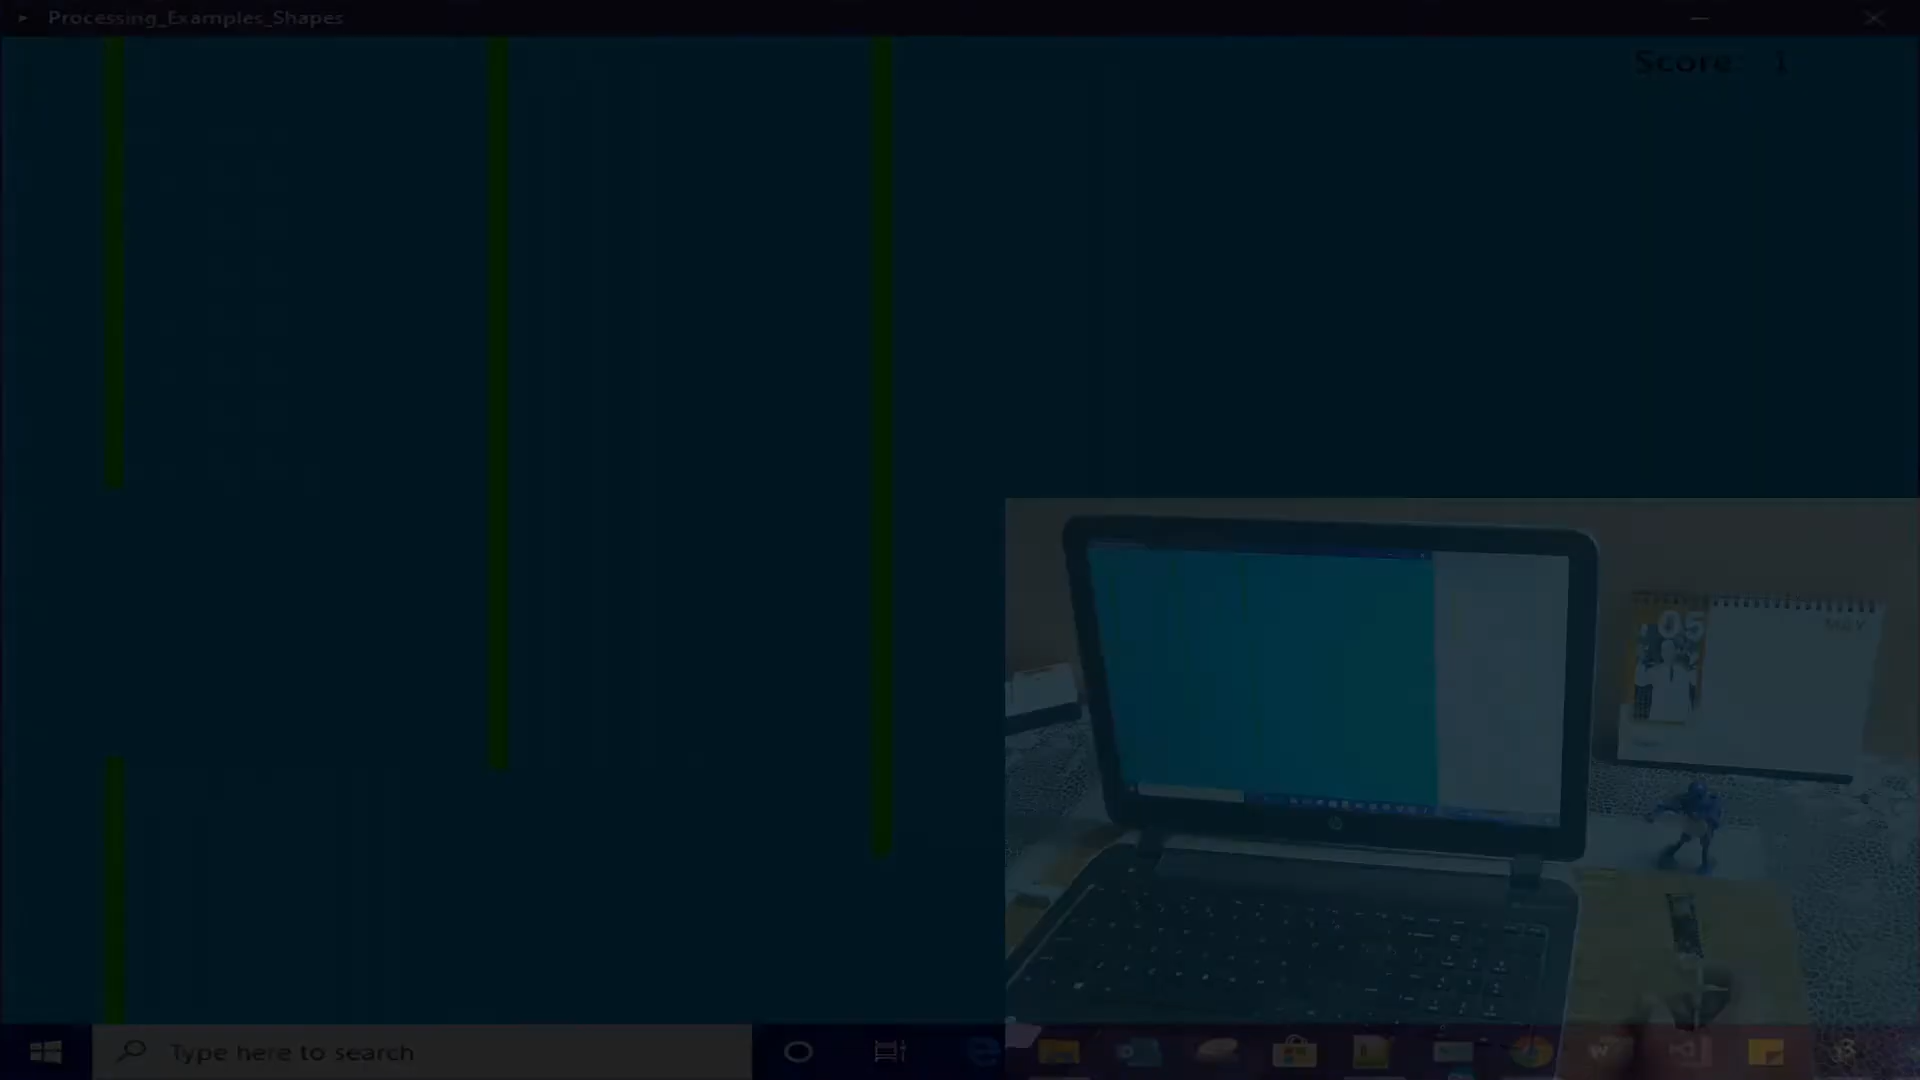 Processing_Examples_Shapes
Score: 1
05
MAY
Type here to search